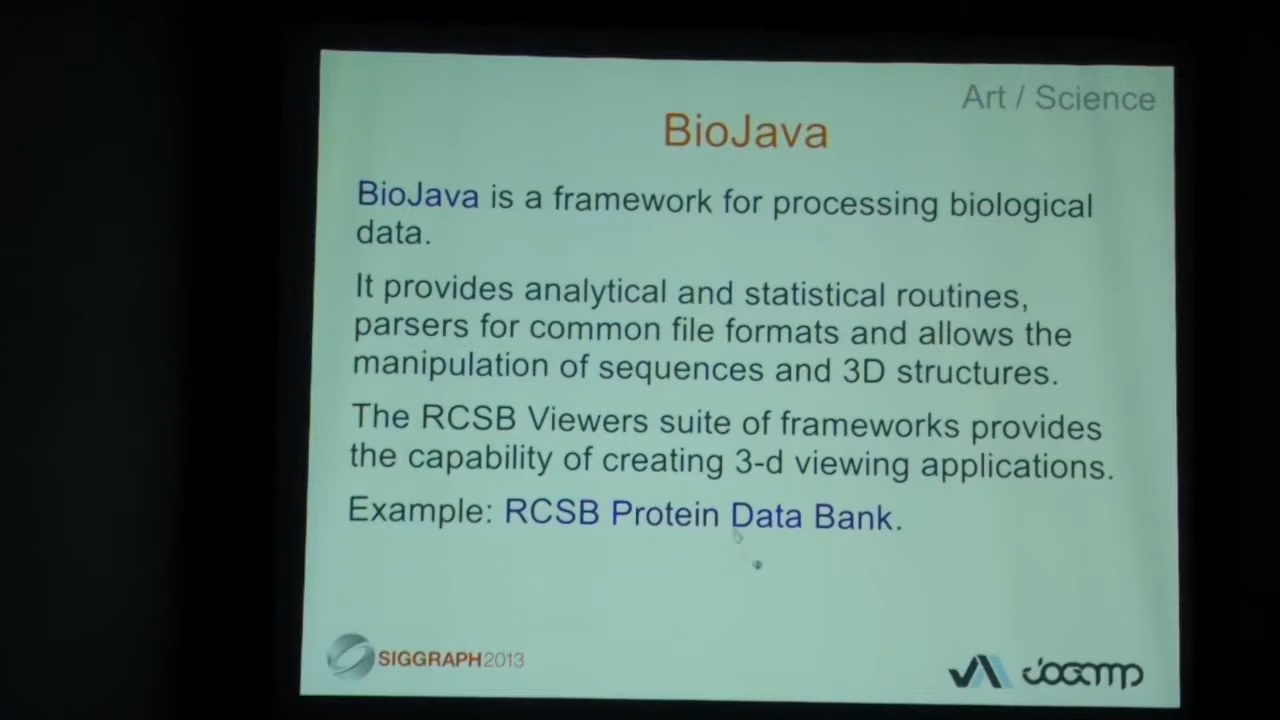 Art / Science
BioJava
BioJava is a framework for processing biological
data.
It provides analytical and statistical routines,
parsers for common file formats and allows the
manipulation of sequences and 3D structures.
The RCSB Viewers suite of frameworks provides
the capability of creating 3-d viewing applications.
Example: RCSB Protein Data Bank.
SIGGRAPH2013
jogamp